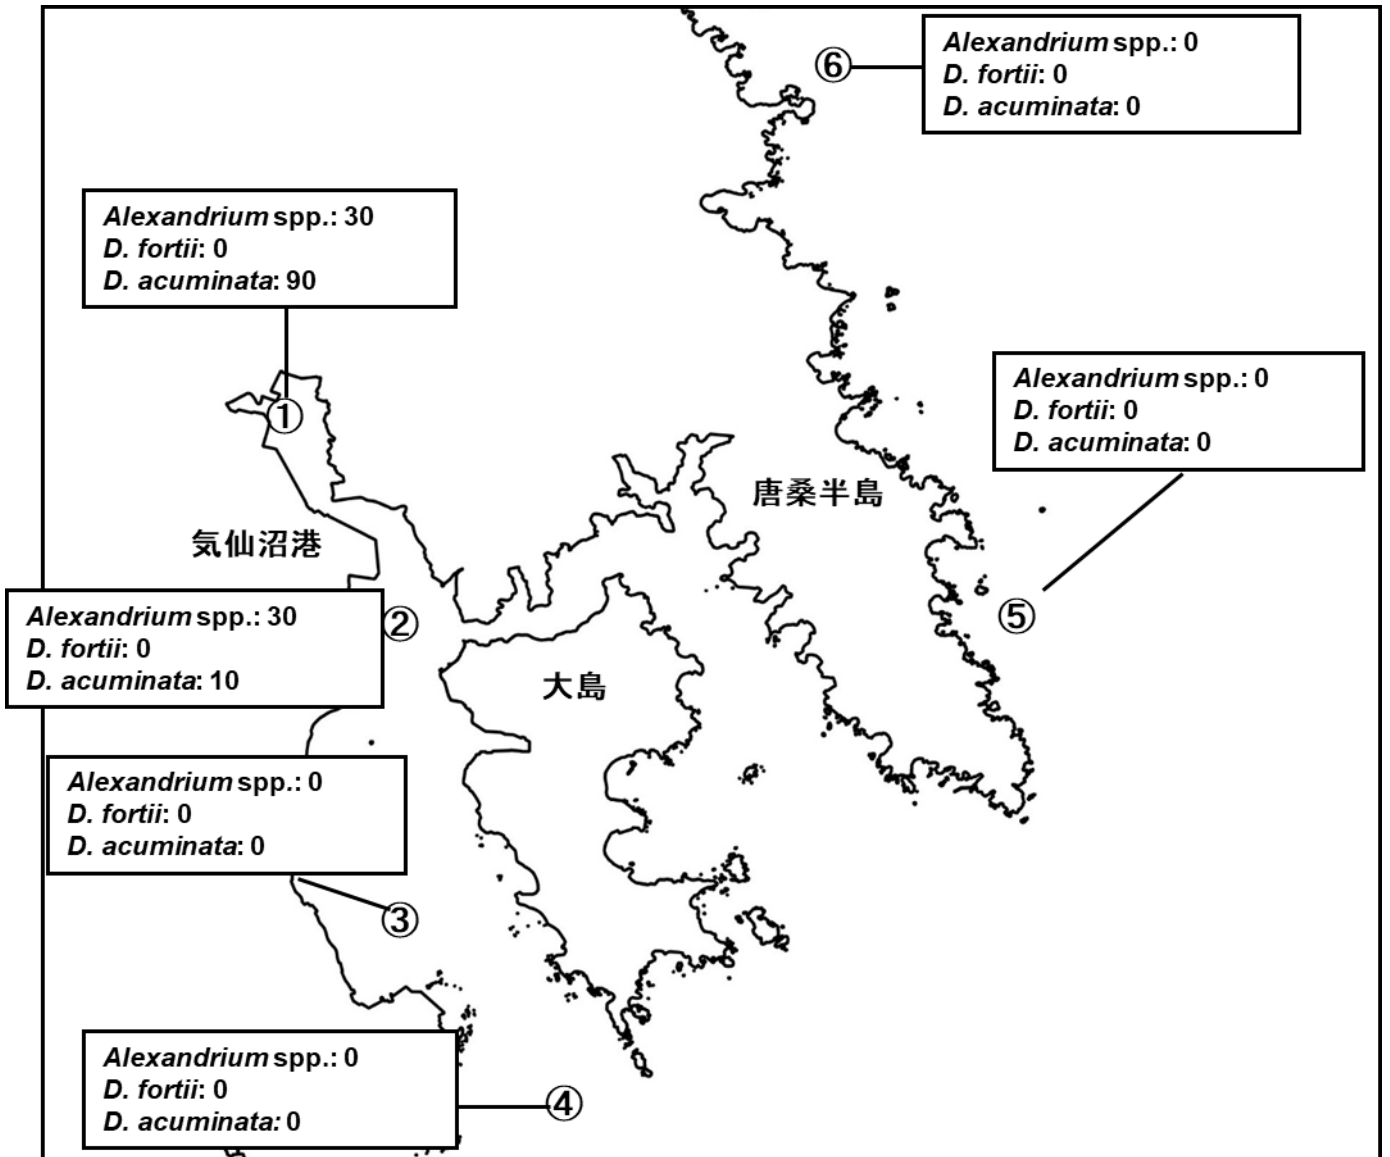 ⑥
Alexandrium spp.: 0
D. fortii: 0
D. acuminata: 0
Alexandrium spp.: 30
D. fortii: 0
D. acuminata: 90
①
Alexandrium spp.: 0
D. fortii: 0
D. acuminata: 0
唐桑半島
気仙沼港
Alexandrium spp.: 30
D. fortii: 0
D. acuminata: 10
②
⑤
大島
Alexandrium spp.: 0
D. fortii: 0
D. acuminata: 0
③
Alexandrium spp.: 0
D. fortii: 0
D. acuminata: 0
④